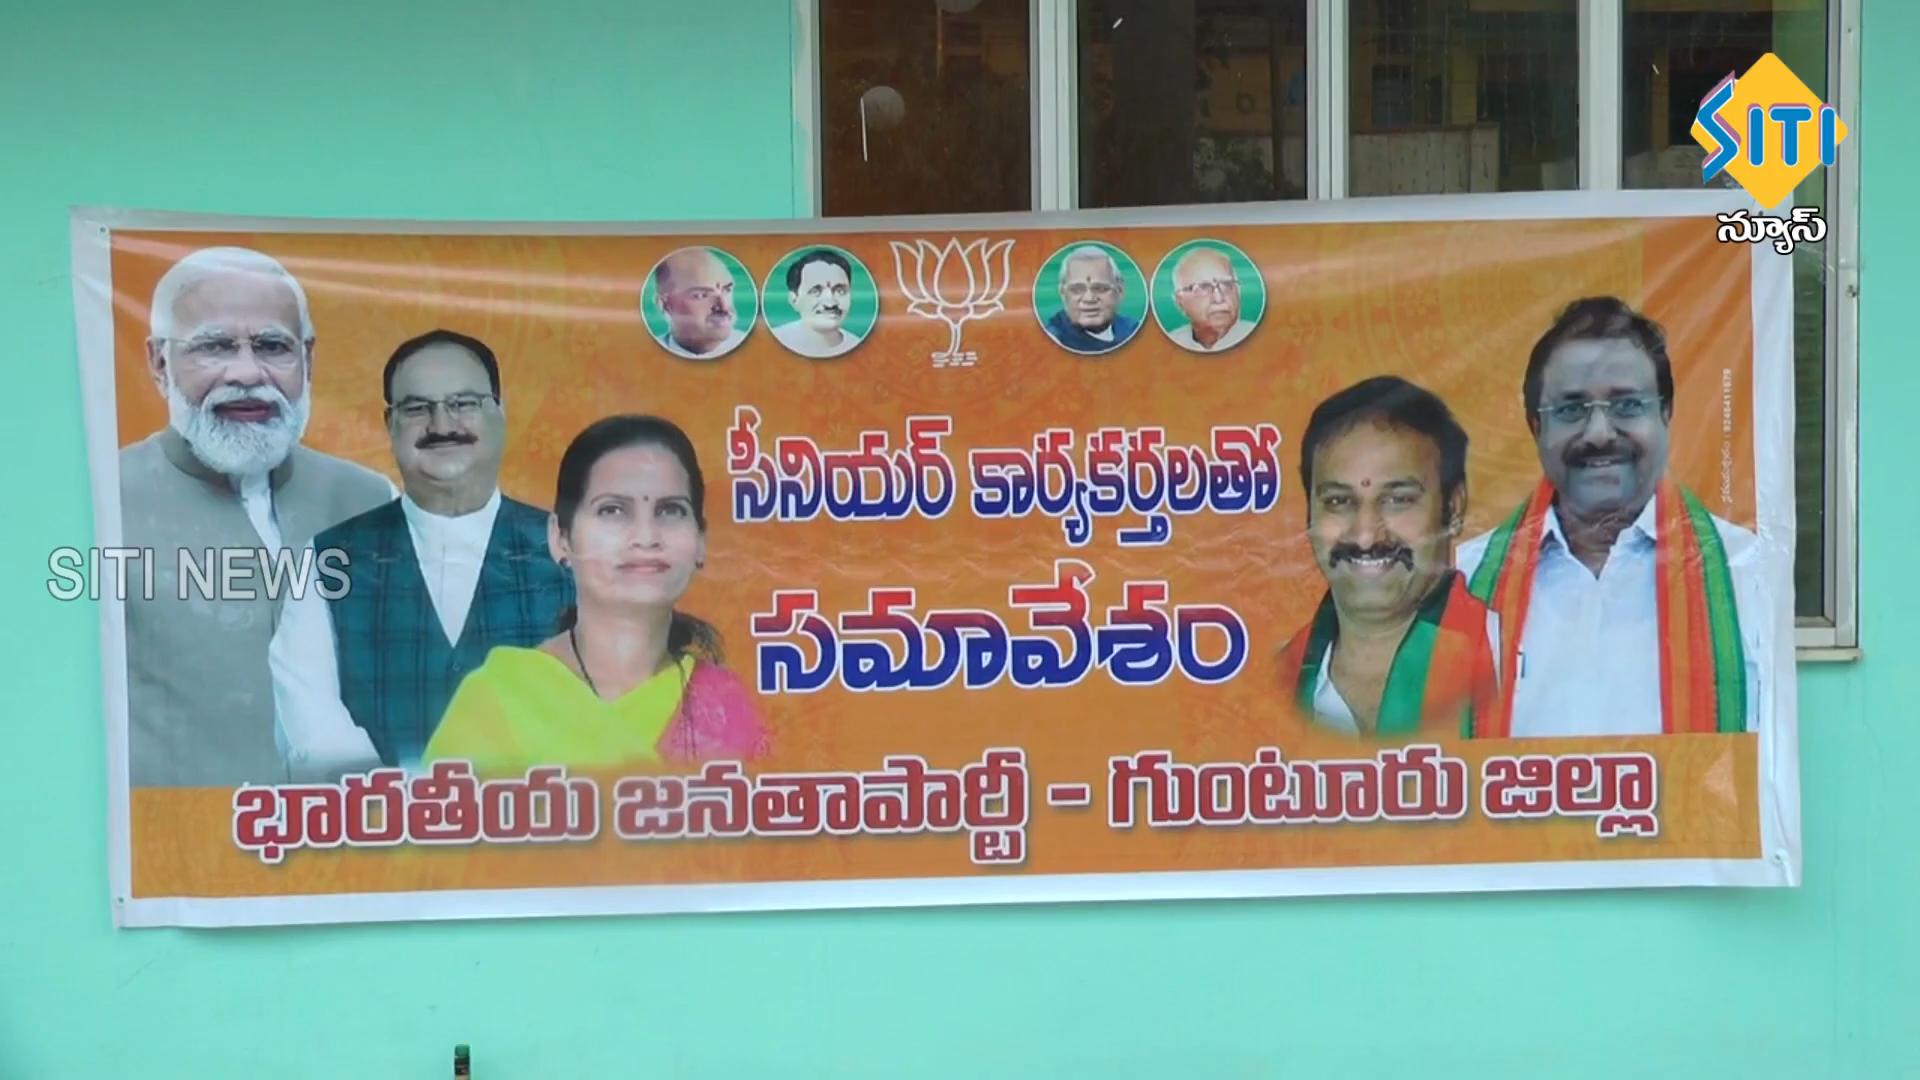 SITI
న్యూస్
సీనియర్ కార్యకర్తలతో
సమావేశం
SITI NEWS
భారతీయ జనతాపార్టీ - గుంటూరు జిల్లా